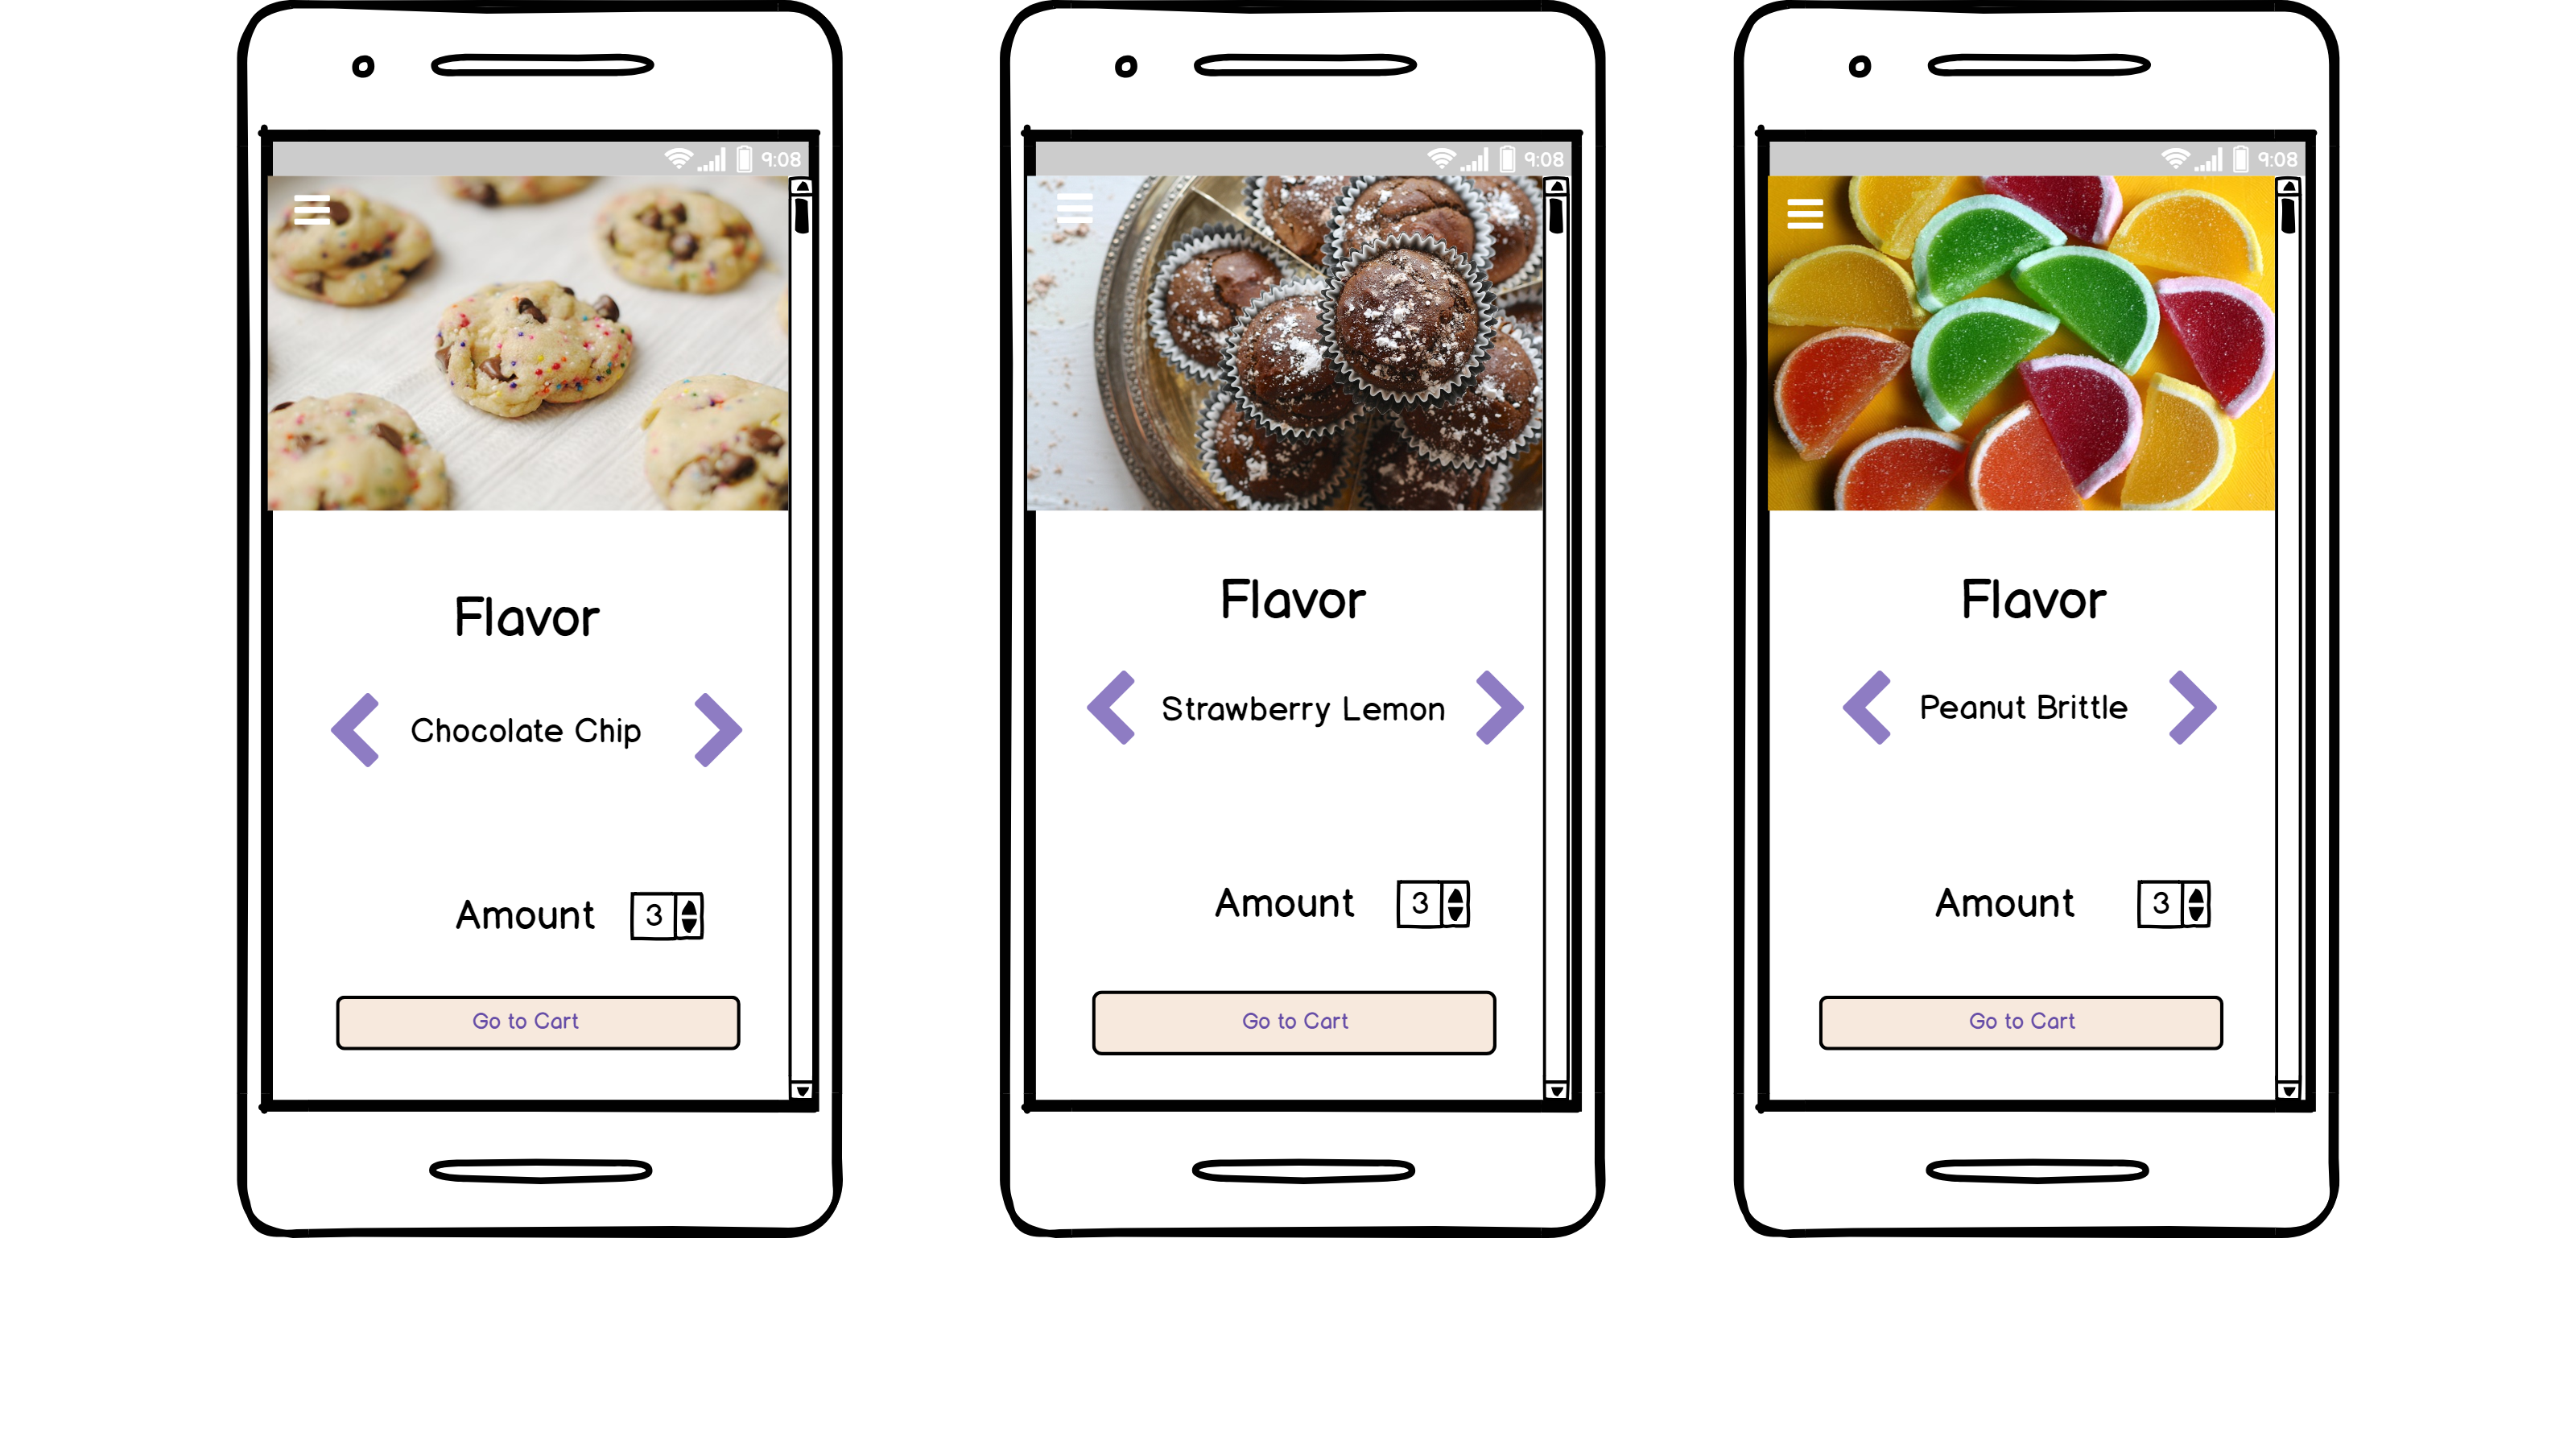 9:08
Flavor
Chocolate Chip
Amount 3
Go to Cart
9:08
Flavor
Strawberry Lemon
Amount 3
Go to Cart
9:08
Flavor
Peanut Brittle
Amount 3
Go to Cart